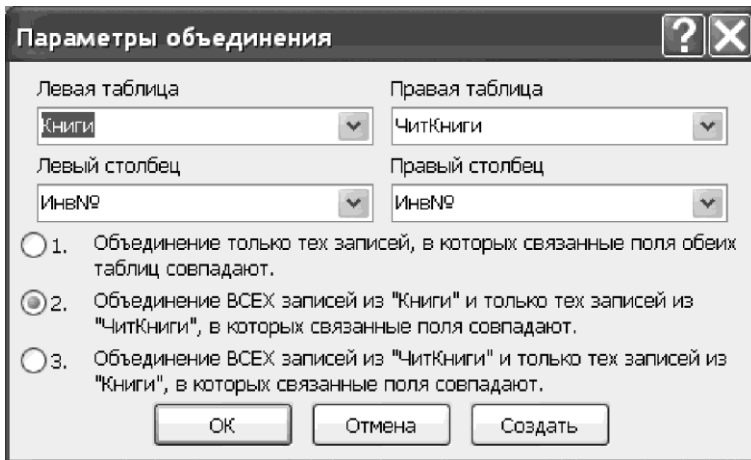 Параметры объединения
Левая таблица Правая таблица
Книги ЧитКниги
Левый столбец Правый столбец
Инв№ Инв№
1. Объединение только тех записей, в которых связанные поля обеих
таблиц совпадают.
2. Объединение ВСЕХ записей из "Книги" и только тех записей из
"ЧитКниги", в которых связанные поля совпадают.
3. Объединение ВСЕХ записей из "ЧитКниги" и только тех записей из
"Книги", в которых связанные поля совпадают.
ОК Отмена Создать